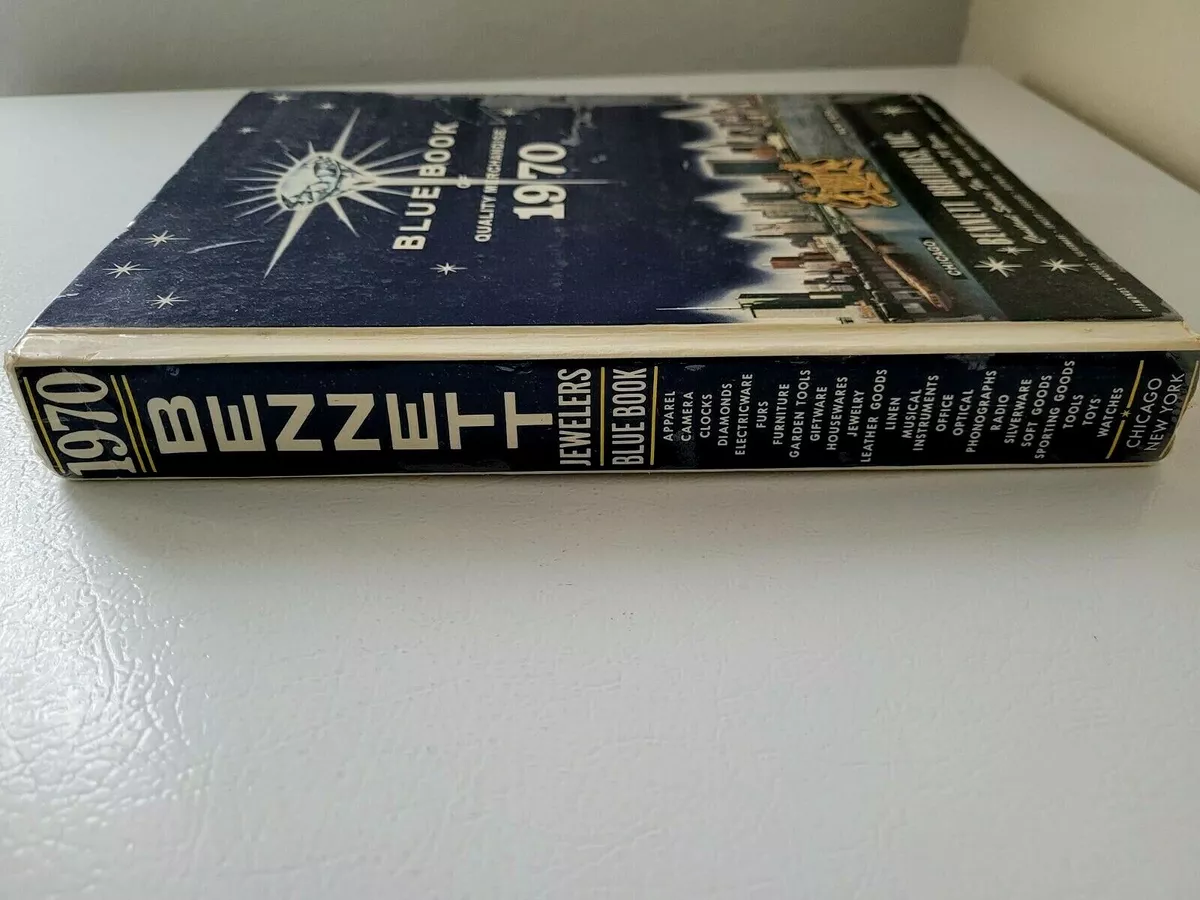 BLUE BOOK
OF
QUALITY MERCHANDISE
1970
CHICAGO
BENNETT BROTHERS, INC.
1970
BENNETT
JEWELERS
BLUE BOOK
APPAREL
CAMERA
CLOCKS
DIAMONDS
ELECTRICWARE
FURS
FURNITURE
GARDEN TOOLS
GIFTWARE
HOUSEWARES
JEWELRY
LEATHER GOODS
LINEN
MUSICAL
INSTRUMENTS
OFFICE
OPTICAL
PHONOGRAPHS
RADIO
SILVERWARE
SOFT GOODS
SPORTING GOODS
TOOLS
TOYS
WATCHES
CHICAGO
NEW YORK